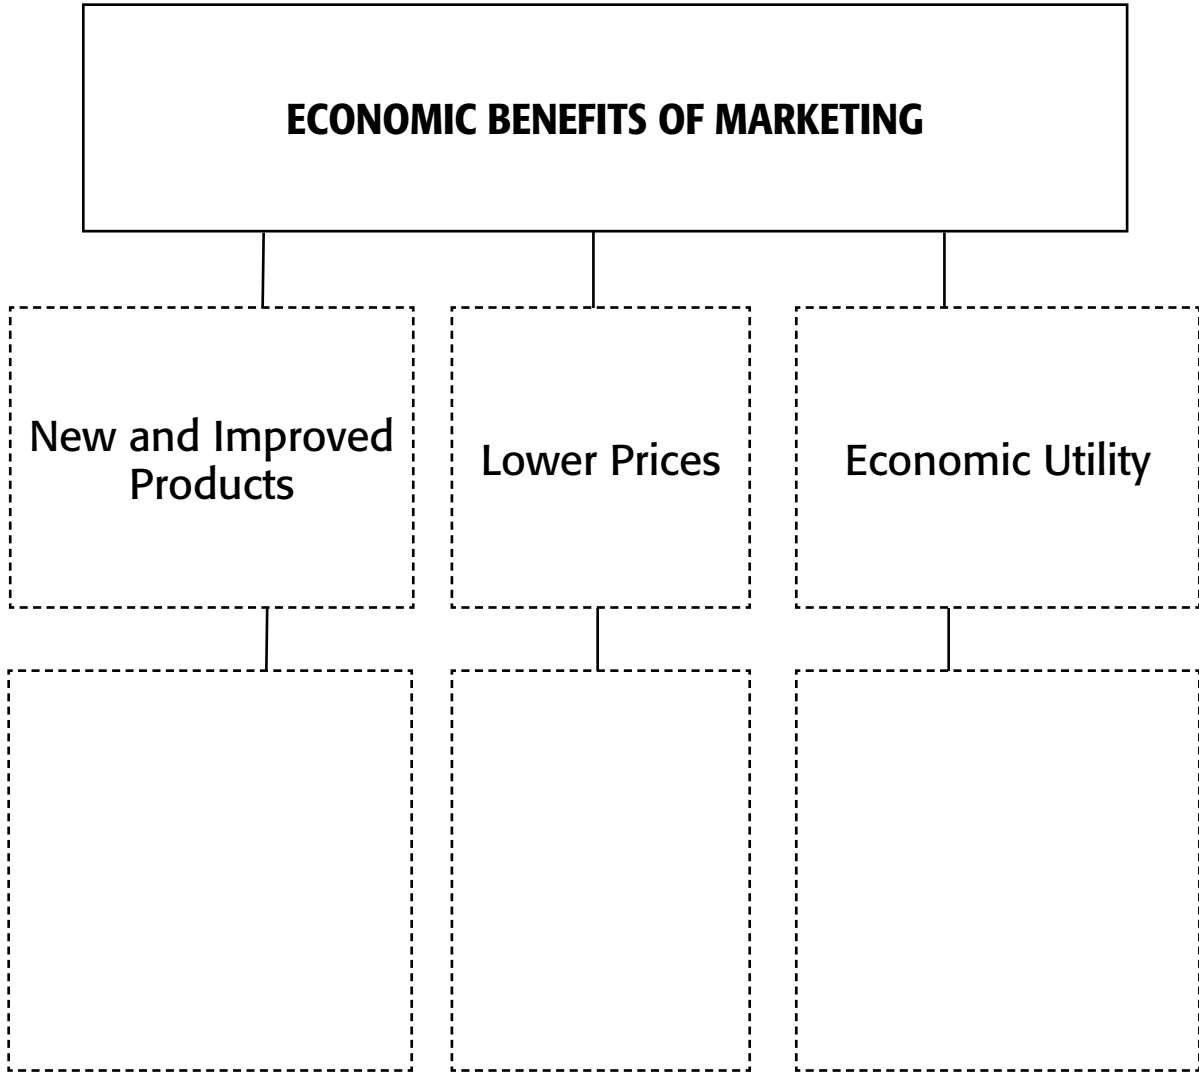 ECONOMIC BENEFITS OF MARKETING
New and Improved
Products
Lower Prices
Economic Utility